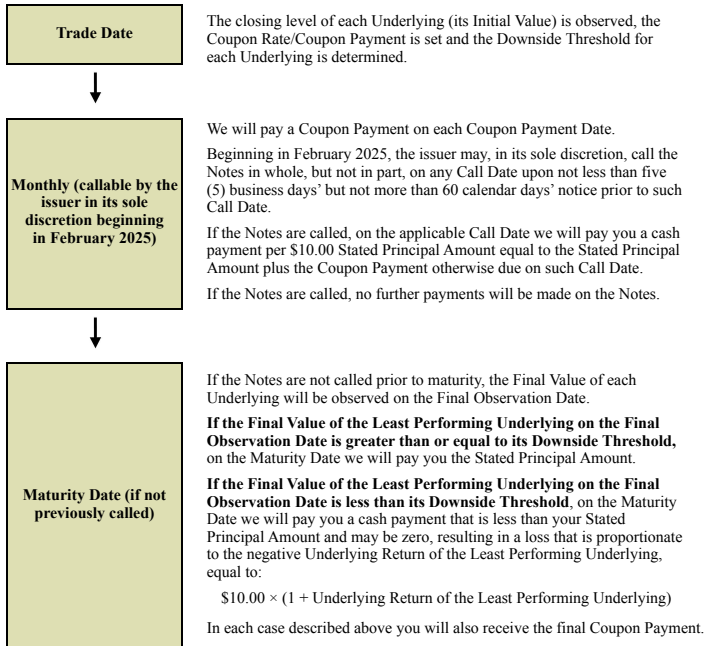 Trade Date
The closing level of each Underlying (its Initial Value) is observed, the
Coupon Rate/Coupon Payment is set and the Downside Threshold for
each Underlying is determined.
Monthly (callable by the
issuer in its sole
discretion beginning
in February 2025)
We will pay a Coupon Payment on each Coupon Payment Date.
Beginning in February 2025, the issuer may, in its sole discretion, call the
Notes in whole, but not in part, on any Call Date upon not less than five
(5) business days’ but not more than 60 calendar days’ notice prior to such
Call Date.
If the Notes are called, on the applicable Call Date we will pay you a cash
payment per $10.00 Stated Principal Amount equal to the Stated Principal
Amount plus the Coupon Payment otherwise due on such Call Date.
If the Notes are called, no further payments will be made on the Notes.
Maturity Date (if not
previously called)
If the Notes are not called prior to maturity, the Final Value of each
Underlying will be observed on the Final Observation Date.
If the Final Value of the Least Performing Underlying on the Final
Observation Date is greater than or equal to its Downside Threshold,
on the Maturity Date we will pay you the Stated Principal Amount.
If the Final Value of the Least Performing Underlying on the Final
Observation Date is less than its Downside Threshold, on the Maturity
Date we will pay you a cash payment that is less than your Stated
Principal Amount and may be zero, resulting in a loss that is proportionate
to the negative Underlying Return of the Least Performing Underlying,
equal to:
$10.00 × (1 + Underlying Return of the Least Performing Underlying)
In each case described above you will also receive the final Coupon Payment.